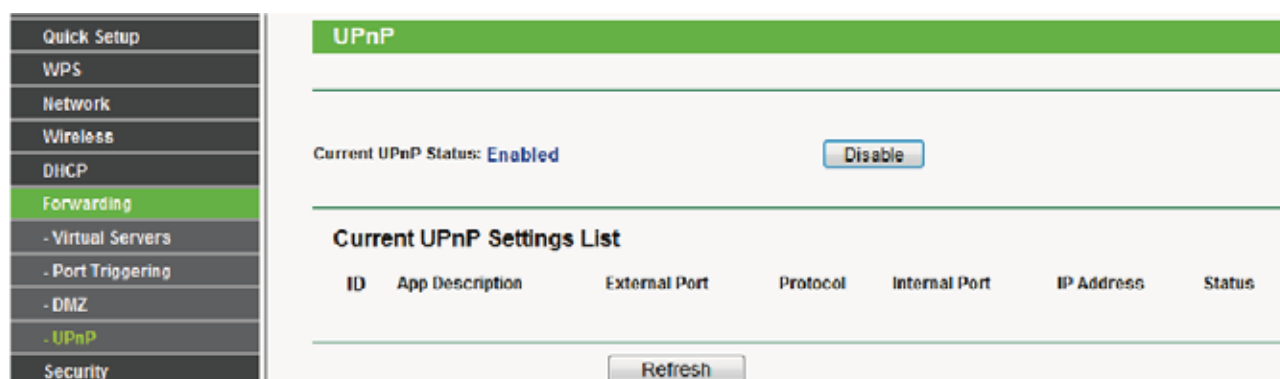 Quick Setup
WPS
Network
Wireless
DHCP
Forwarding
- Virtual Servers
- Port Triggering
- DMZ
- UPnP
Security
UPnP
Current UPnP Status: Enabled Disable
Current UPnP Settings List
ID App Description External Port Protocol Internal Port IP Address Status
Refresh